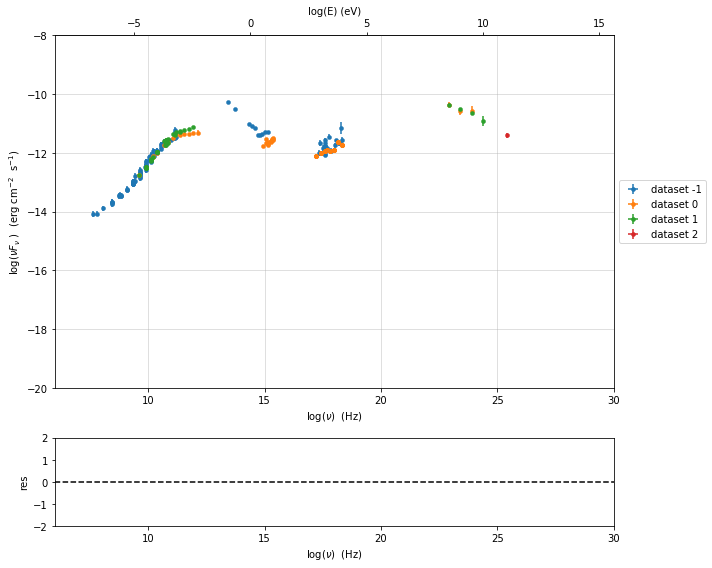 log(E) (eV)
−5 0 5 10 15
−8
−10
−12
−14
−16
−18
−20
log(νFν ) (erg cm−2 s−1)
10 15 20 25 30
log(ν) (Hz)
dataset -1
dataset 0
dataset 1
dataset 2
2
1
0
−1
−2
res
10 15 20 25 30
log(ν) (Hz)